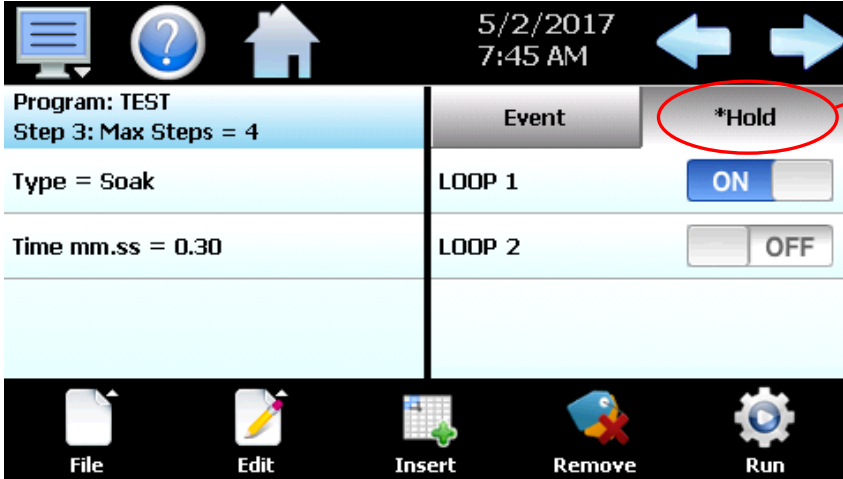 ?
5/2/2017
7:45 AM
Program: TEST
Step 3: Max Steps = 4
Event
*Hold
Type = Soak
LOOP 1
ON
Time mm.ss = 0.30
LOOP 2
OFF
File
Edit
Insert
Remove
Run